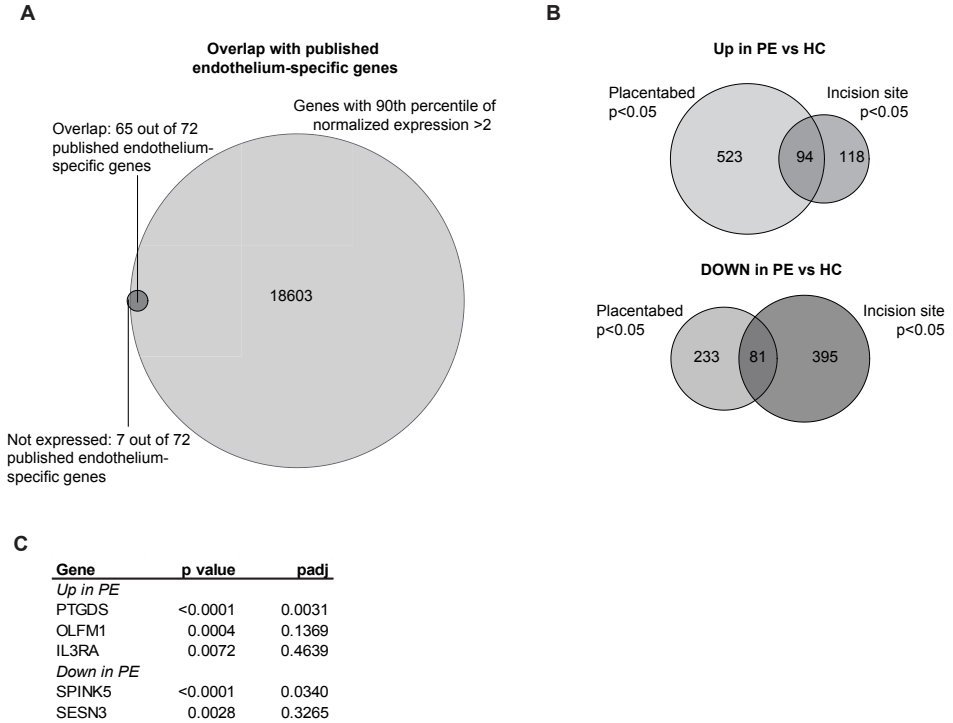 A
Overlap with published
endothelium-specific genes
Genes with 90th percentile of
normalized expression >2
Overlap: 65 out of 72
published endothelium-
specific genes
18603
Not expressed: 7 out of 72
published endothelium-
specific genes
B
Up in PE vs HC
Placentabed
p<0.05
Incision site
p<0.05
523
94
118
DOWN in PE vs HC
Placentabed
p<0.05
Incision site
p<0.05
233
81
395
C
Gene p value padj
Up in PE
PTGDS <0.0001 0.0031
OLFM1 0.0004 0.1369
IL3RA 0.0072 0.4639
Down in PE
SPINK5 <0.0001 0.0340
SESN3 0.0028 0.3265